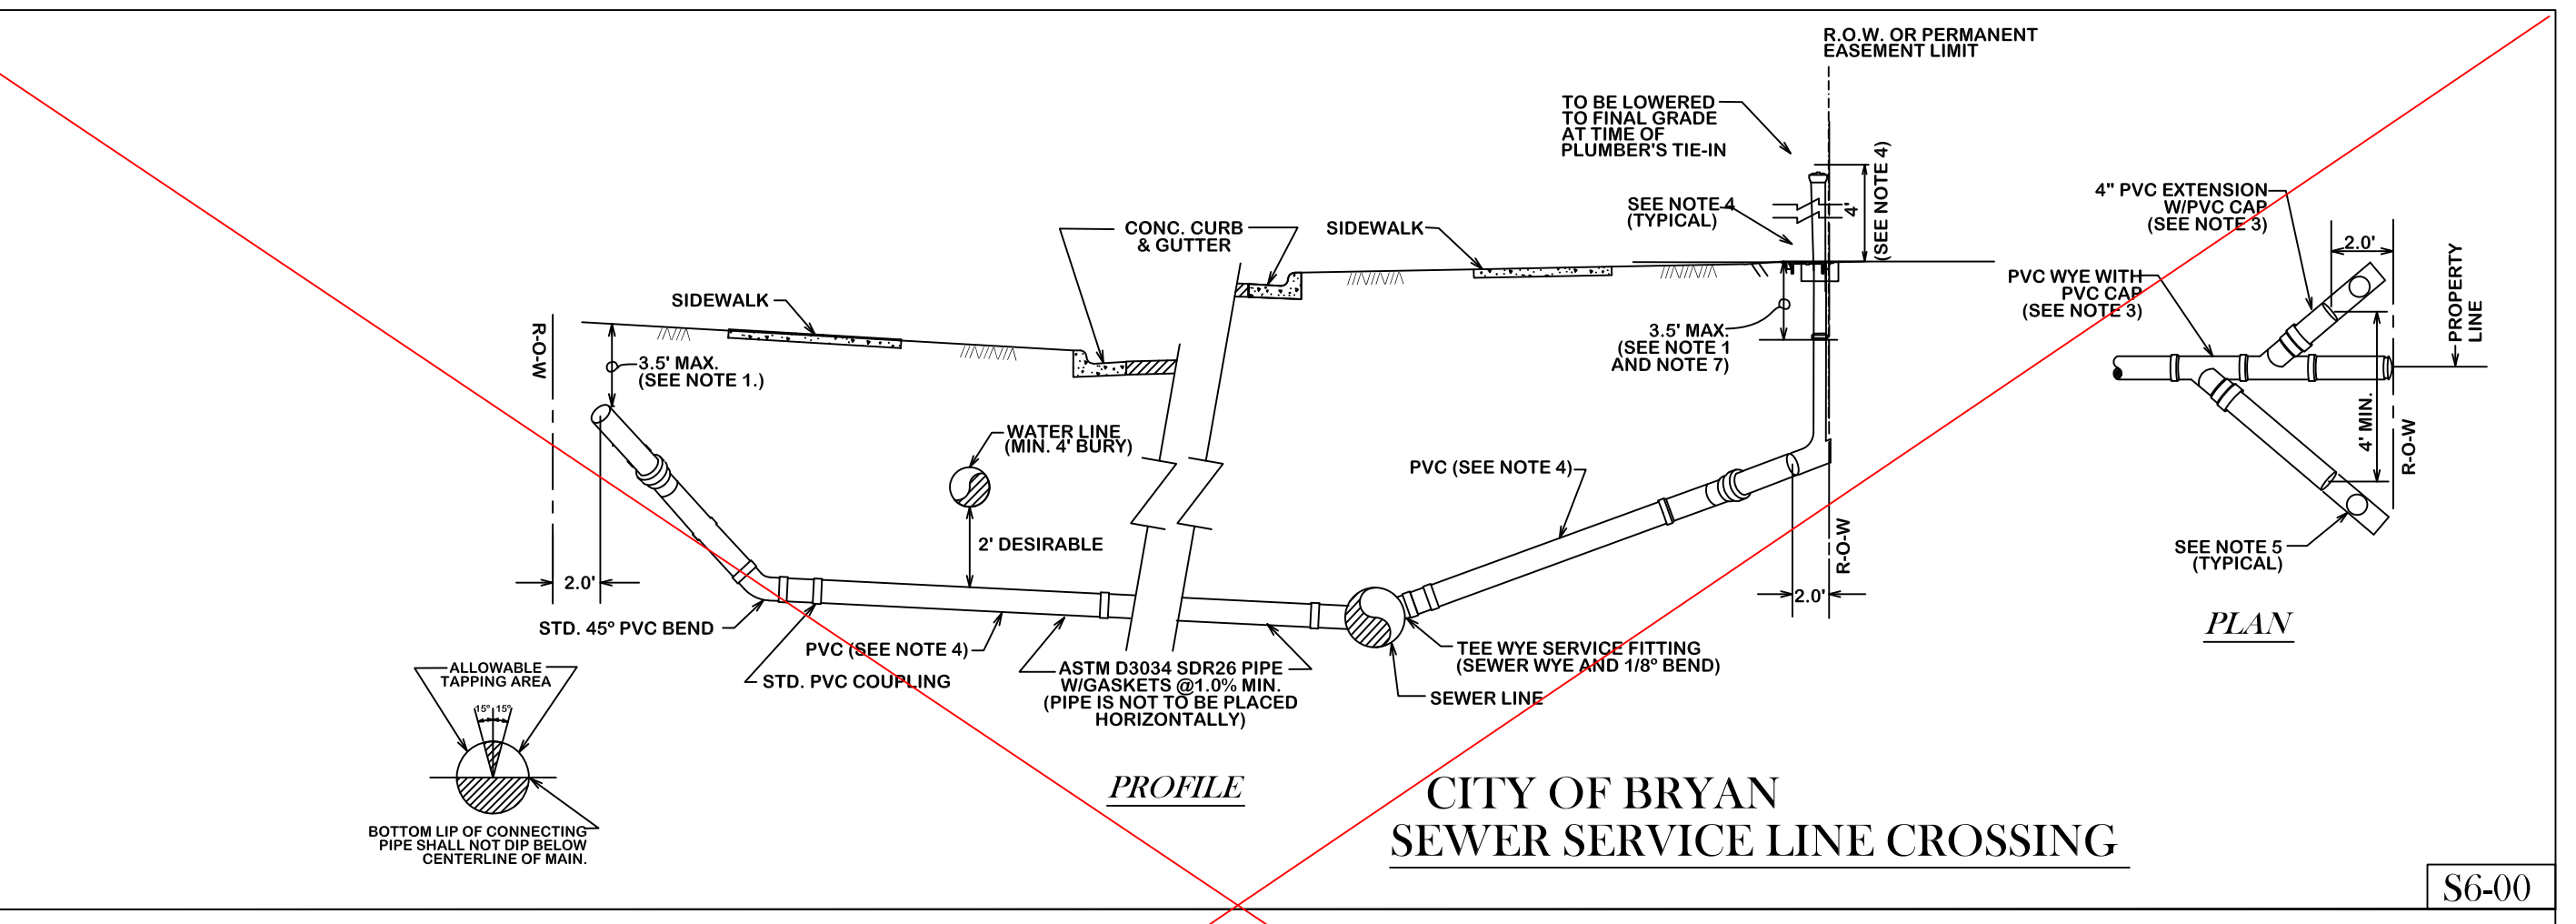 R.O.W. OR PERMANENT
EASEMENT LIMIT
TO BE LOWERED
TO FINAL GRADE
AT TIME OF
PLUMBER'S TIE-IN
SEE NOTE 4
(TYPICAL)
4'
(SEE NOTE 4)
CONC. CURB
& GUTTER
SIDEWALK
SIDEWALK
R-O-W
3.5' MAX.
(SEE NOTE 1.)
3.5' MAX.
(SEE NOTE 1
AND NOTE 7)
WATER LINE
(MIN. 4' BURY)
2' DESIRABLE
PVC (SEE NOTE 4)
R-O-W
2.0'
2.0'
STD. 45º PVC BEND
PVC (SEE NOTE 4)
STD. PVC COUPLING
ASTM D3034 SDR26 PIPE
W/GASKETS @1.0% MIN.
(PIPE IS NOT TO BE PLACED
HORIZONTALLY)
TEE WYE SERVICE FITTING
(SEWER WYE AND 1/8º BEND)
SEWER LINE
ALLOWABLE
TAPPING AREA
15º 15º
BOTTOM LIP OF CONNECTING
PIPE SHALL NOT DIP BELOW
CENTERLINE OF MAIN.
PROFILE
4" PVC EXTENSION
W/PVC CAP
(SEE NOTE 3)
2.0'
PVC WYE WITH
PVC CAP
(SEE NOTE 3)
PROPERTY
LINE
4' MIN.
R-O-W
SEE NOTE 5
(TYPICAL)
PLAN
CITY OF BRYAN
SEWER SERVICE LINE CROSSING
S6-00